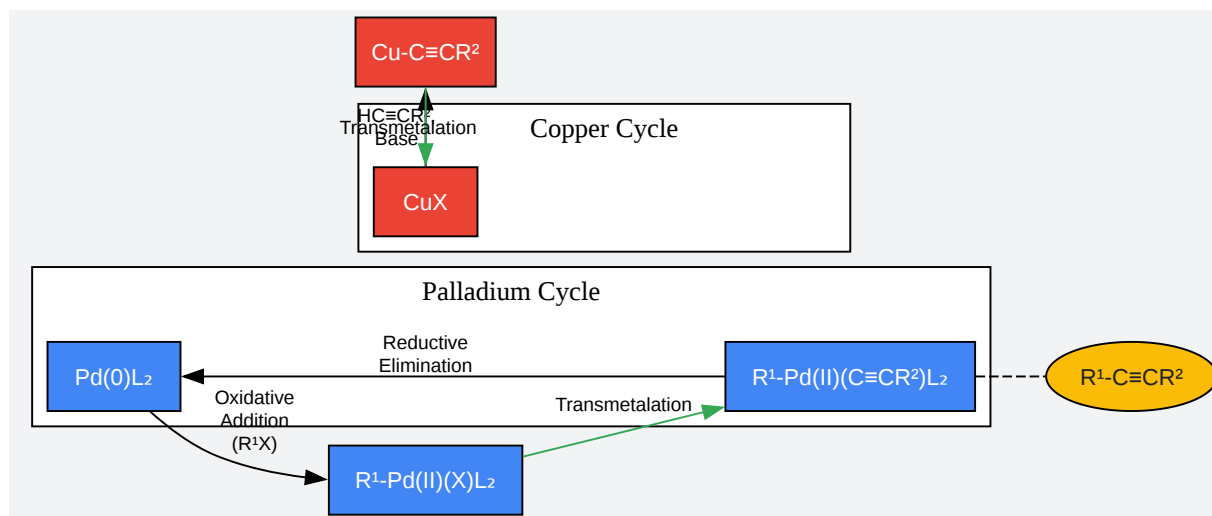 Cu-C≡CR²
HC≡CR²
Base
Transmetalation
Copper Cycle
CuX
Palladium Cycle
Reductive
Elimination
Pd(0)L₂
R¹-Pd(II)(C≡CR²)L₂
R¹-C≡CR²
Oxidative
Addition
(R¹X)
Transmetalation
R¹-Pd(II)(X)L₂